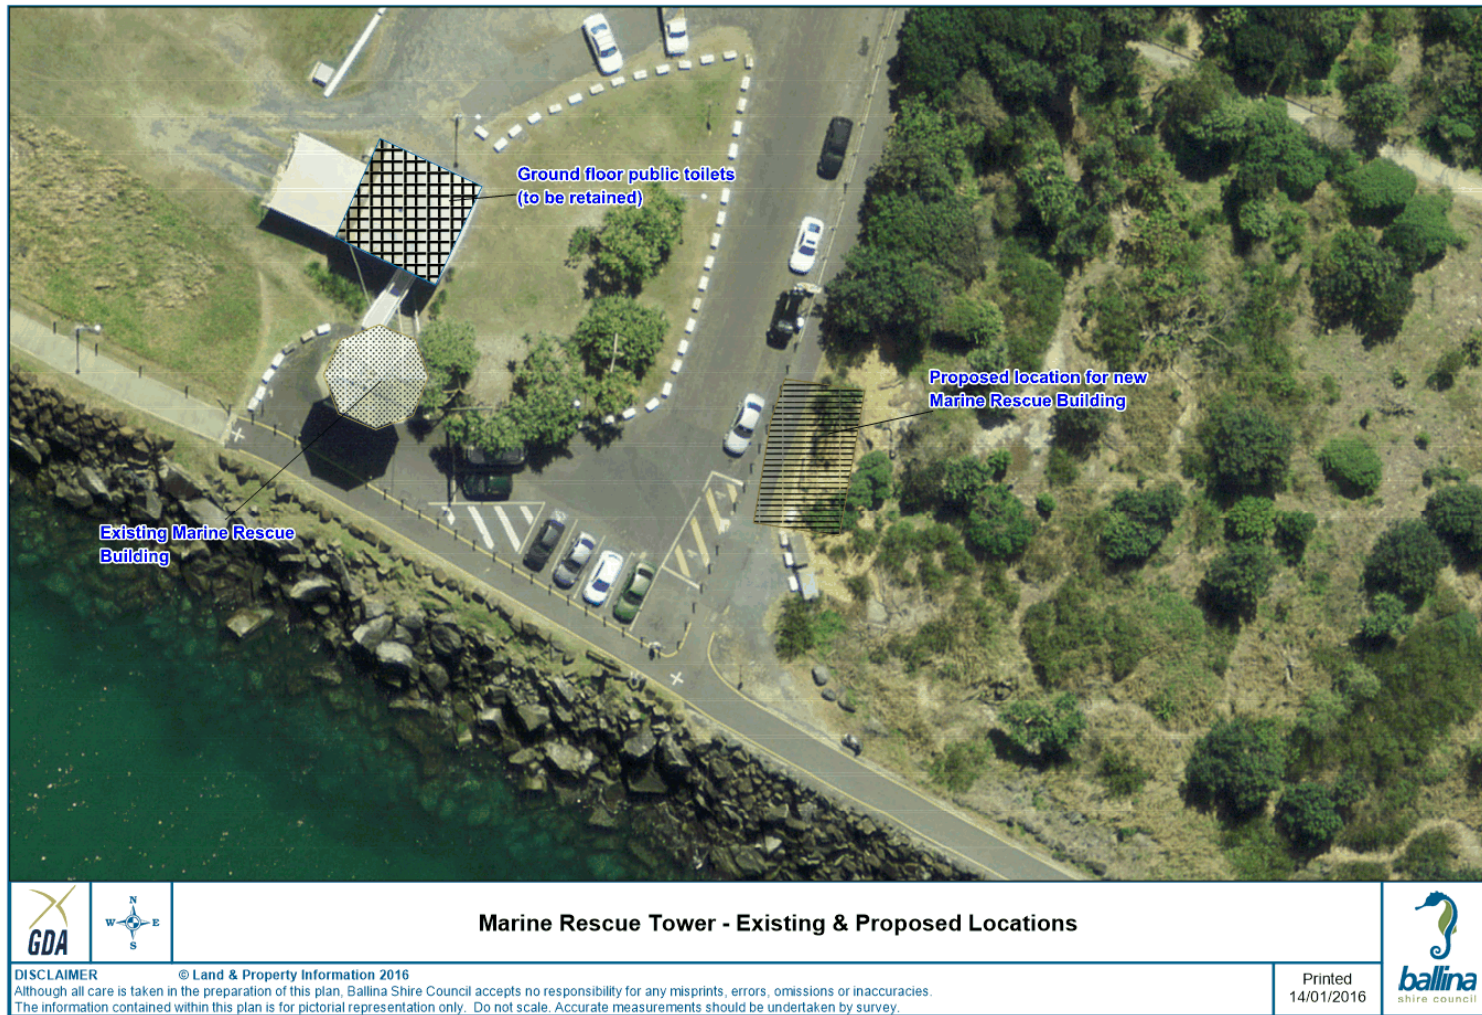 Ground floor public toilets
(to be retained)
Proposed location for new
Marine Rescue Building
Existing Marine Rescue
Building
GDA
N
W E
S
Marine Rescue Tower - Existing & Proposed Locations
ballina
shire council
DISCLAIMER © Land & Property Information 2016
Although all care is taken in the preparation of this plan, Ballina Shire Council accepts no responsibility for any misprints, errors, omissions or inaccuracies.
The information contained within this plan is for pictorial representation only. Do not scale. Accurate measurements should be undertaken by survey.
Printed
14/01/2016